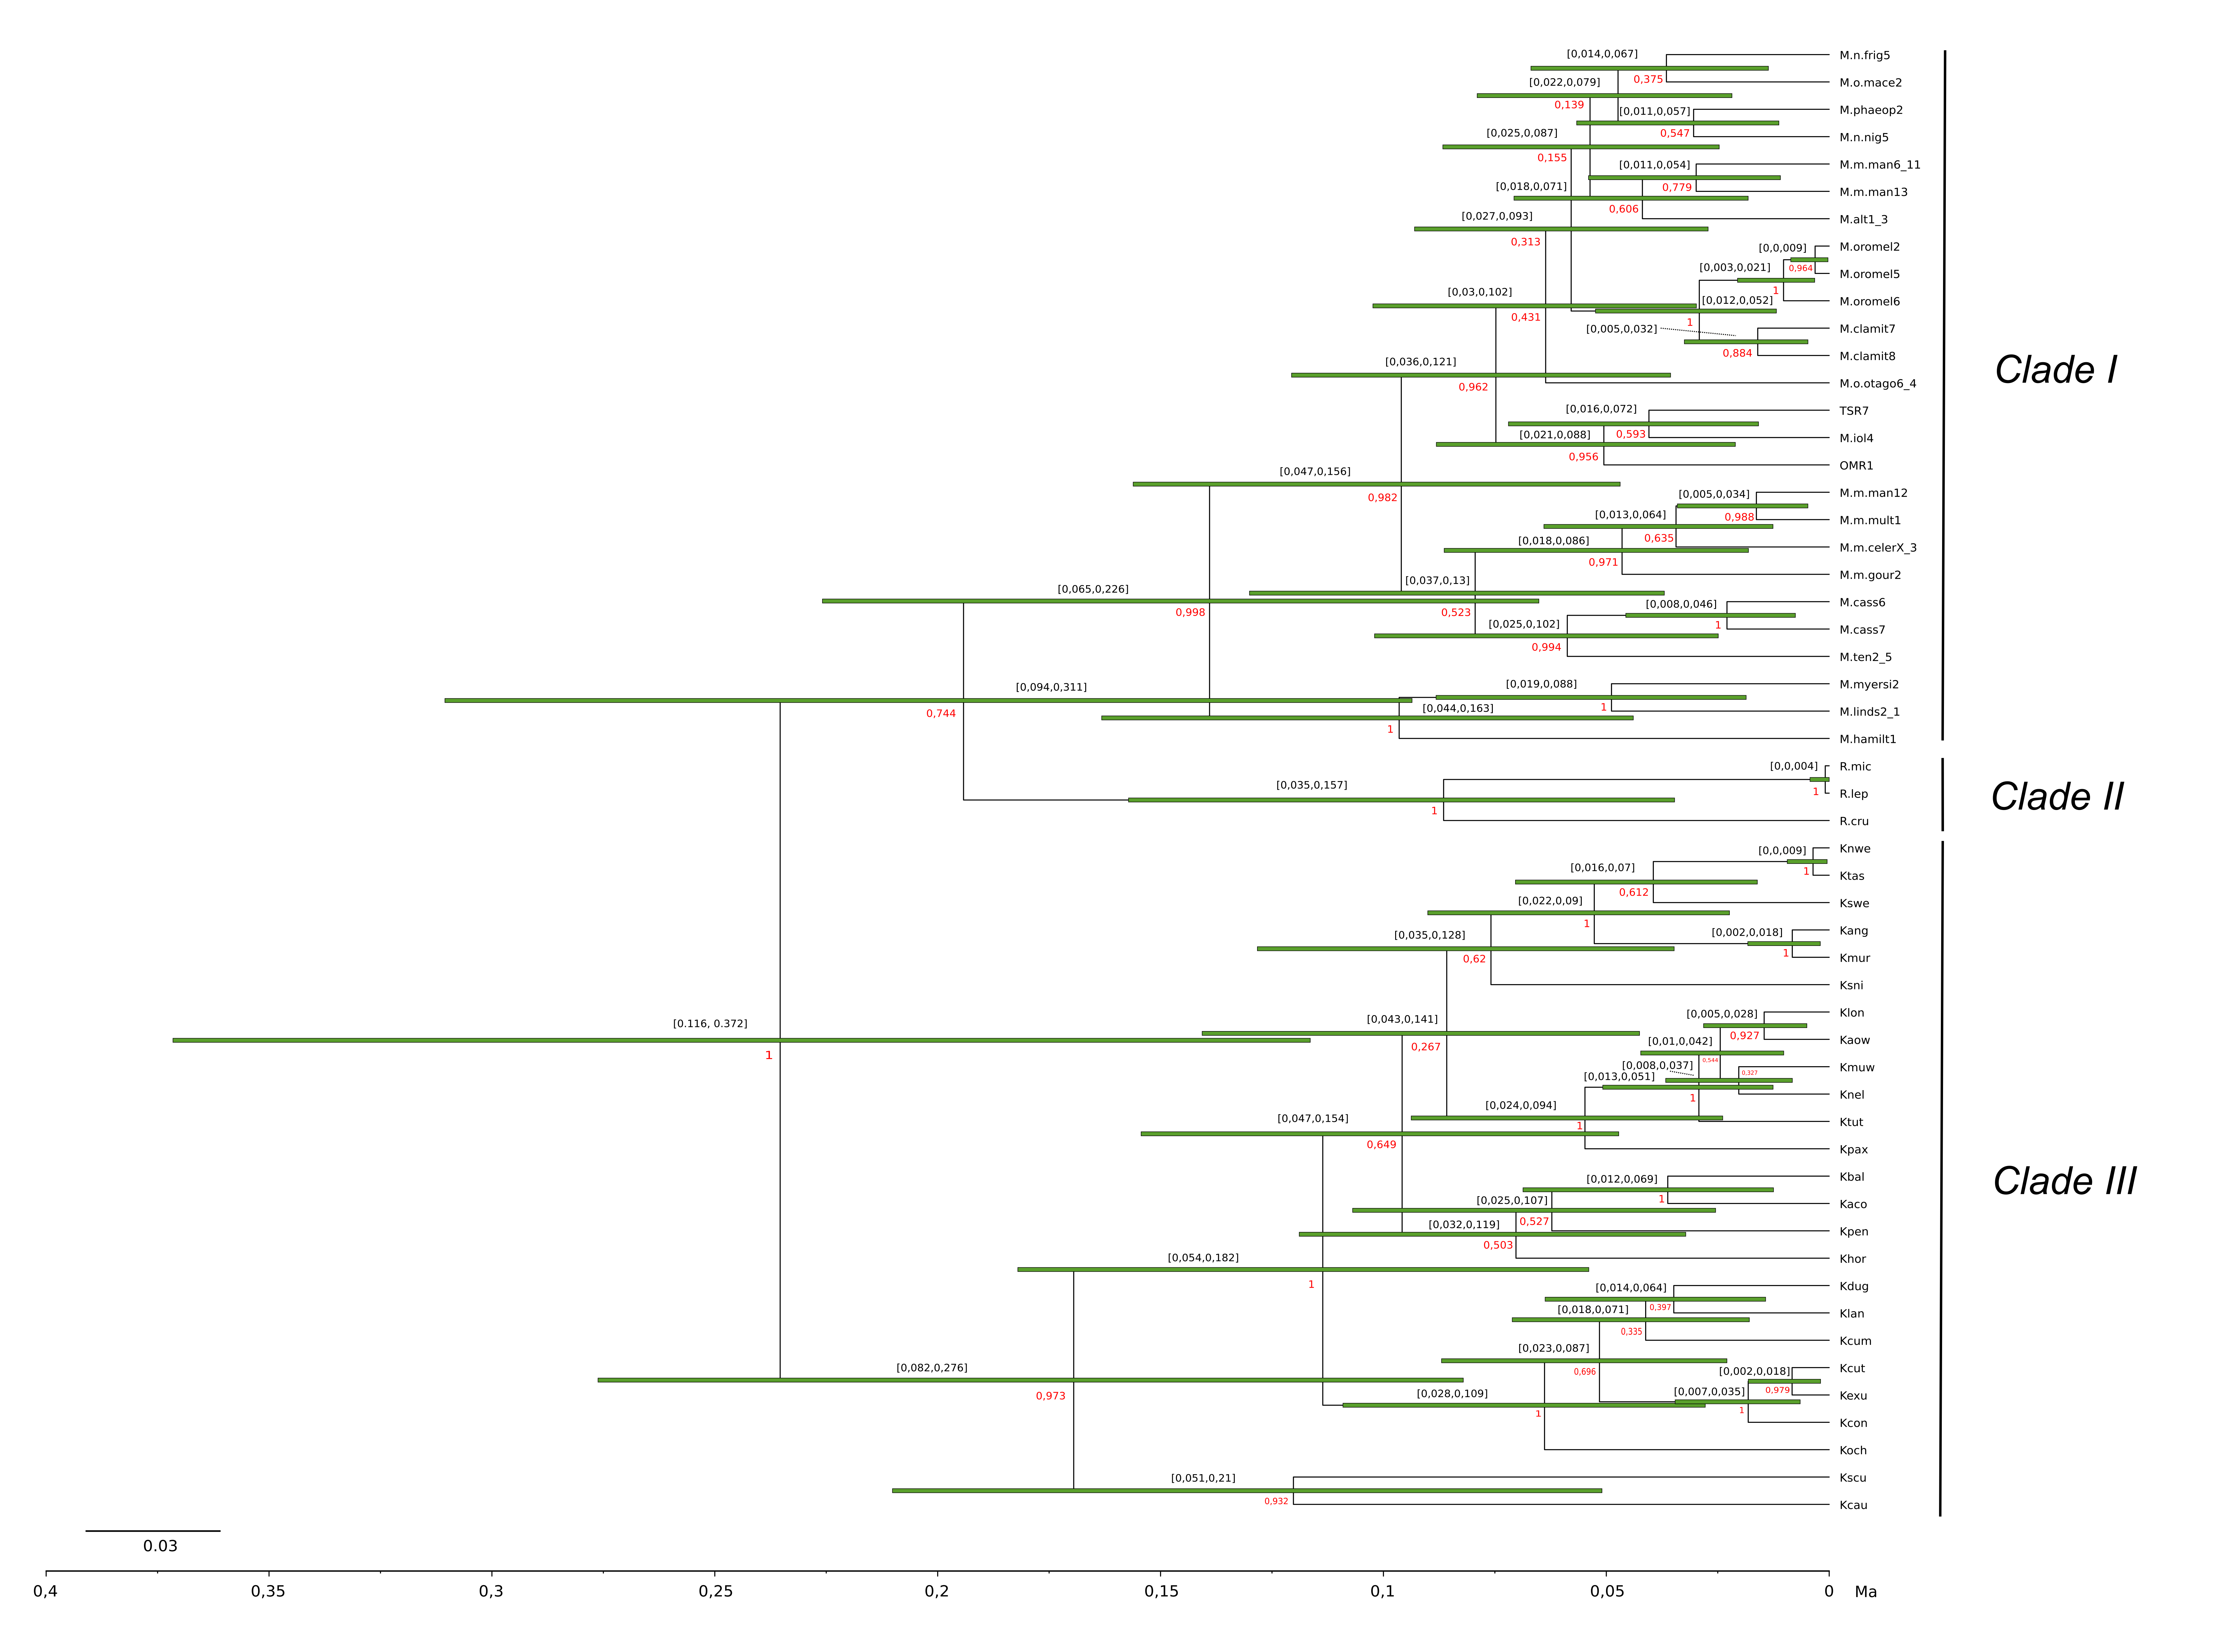 [0,014,0,067]
M.n.frig5
0,375
M.o.mace2
[0,022,0,079]
0,139
[0,011,0,057]
M.phaeop2
[0,025,0,087]
0,547
M.n.nig5
0,155
[0,011,0,054]
M.m.man6_11
[0,018,0,071]
0,779
M.m.man13
0,606
[0,027,0,093]
M.alt1_3
0,313
[0,0,009]
M.oromel2
[0,003,0,021]
0,964
M.oromel5
1
[0,03,0,102]
[0,012,0,052]
M.oromel6
0,431
1
[0,005,0,032]
M.clamit7
0,884
M.clamit8
[0,036,0,121]
0,962
M.o.otago6_4
Clade I
[0,016,0,072]
TSR7
[0,021,0,088]
0,593
M.iol4
0,956
OMR1
[0,047,0,156]
0,982
[0,005,0,034]
M.m.man12
[0,013,0,064]
0,988
M.m.mult1
[0,018,0,086]
0,635
M.m.celerX_3
0,971
M.m.gour2
[0,065,0,226]
[0,037,0,13]
0,998
0,523
[0,008,0,046]
M.cass6
[0,025,0,102]
1
M.cass7
0,994
M.ten2_5
[0,094,0,311]
0,744
[0,019,0,088]
M.myersi2
[0,044,0,163]
1
M.linds2_1
1
M.hamilt1
[0,0,004]
R.mic
[0,035,0,157]
1
R.lep
1
R.cru
Clade II
[0,0,009]
Knwe
[0,016,0,07]
1
Ktas
0,612
Kswe
[0,022,0,09]
1
[0,002,0,018]
Kang
[0,035,0,128]
1
Kmur
0,62
Ksni
[0.116, 0.372]
1
[0,043,0,141]
0,267
[0,005,0,028]
Klon
[0,01,0,042]
0,927
Kaow
0,544
[0,008,0,037]
0,327
Kmuw
[0,013,0,051]
Knel
1
[0,024,0,094]
Ktut
[0,047,0,154]
1
0,649
Kpax
[0,012,0,069]
Kbal
[0,025,0,107]
1
Kaco
[0,032,0,119]
0,527
Kpen
0,503
Khor
Clade III
[0,054,0,182]
1
[0,014,0,064]
Kdug
[0,018,0,071]
0,397
Klan
0,335
Kcum
[0,082,0,276]
[0,023,0,087]
0,973
0,696
[0,002,0,018]
Kcut
[0,028,0,109]
[0,007,0,035]
0,979
Kexu
1
1
Kcon
Koch
[0,051,0,21]
Kscu
0,932
Kcau
0.03
0,4 0,35 0,3 0,25 0,2 0,15 0,1 0,05 0 Ma